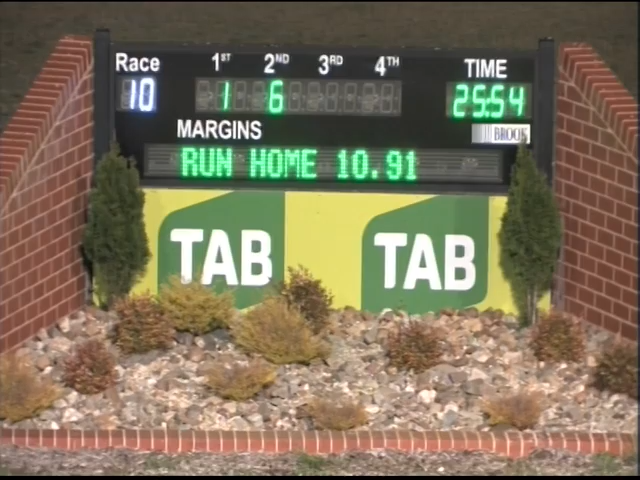 Race 1ST 2ND 3RD 4TH TIME
10 1 6 25.54
MARGINS BROOK
RUN HOME 10.91
TAB TAB